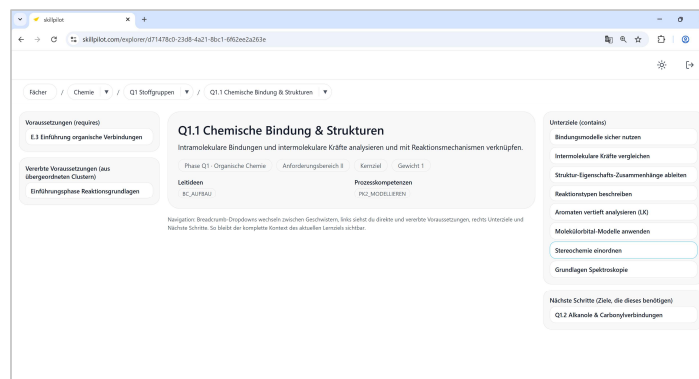 skillpilot
skillpilot.com/explorer/d71478c0-23d8-4a21-8bc1-6f62ee2a263e
Fächer / Chemie / Q1 Stoffgruppen / Q1.1 Chemische Bindung & Strukturen
Voraussetzungen (requires)
E.3 Einführung organische Verbindungen
Vererbte Voraussetzungen (aus
übergeordneten Clustern)
Einführungsphase Reaktionsgrundlagen
Q1.1 Chemische Bindung & Strukturen
Intramolekulare Bindungen und intermolekulare Kräfte analysieren und mit Reaktionsmechanismen verknüpfen.
Phase Q1 · Organische Chemie Anforderungsbereich II Kernziel Gewicht 1
Leitideen Prozesskompetenzen
BC_AUFBAU PK2_MODELLIEREN
Navigation: Breadcrumb-Dropdowns wechseln zwischen Geschwistern, links siehst du direkte und vererbte Voraussetzungen, rechts Unterziele und
Nächste Schritte. So bleibt der komplette Kontext des aktuellen Lernziels sichtbar.
Unterziele (contains)
Bindungsmodelle sicher nutzen
Intermolekulare Kräfte vergleichen
Struktur-Eigenschafts-Zusammenhänge ableiten
Reaktionstypen beschreiben
Aromaten vertieft analysieren (LK)
Molekülorbital-Modelle anwenden
Stereochemie einordnen
Grundlagen Spektroskopie
Nächste Schritte (Ziele, die dieses benötigen)
Q1.2 Alkanole & Carbonylverbindungen